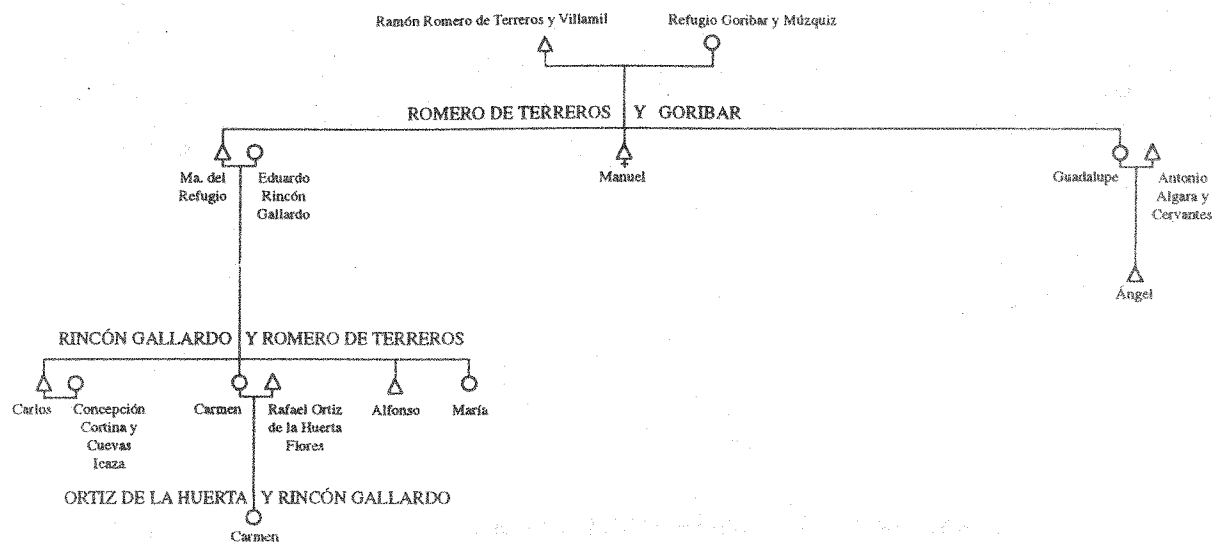 Ramón Romero de Terreros y Villamil
Refugio Goribar y Múzquiz
ROMERO DE TERREROS Y GORIBAR
Ma. del
Refugio
Eduardo
Rincón
Gallardo
Manuel
Guadalupe
Antonio
Algara y
Cervantes
Ángel
RINCÓN GALLARDO Y ROMERO DE TERREROS
Carlos
Concepción
Cortina y
Cuevas
Icaza
Carmen
Rafael Ortiz
de la Huerta
Flores
Alfonso
María
ORTIZ DE LA HUERTA Y RINCÓN GALLARDO
Carmen